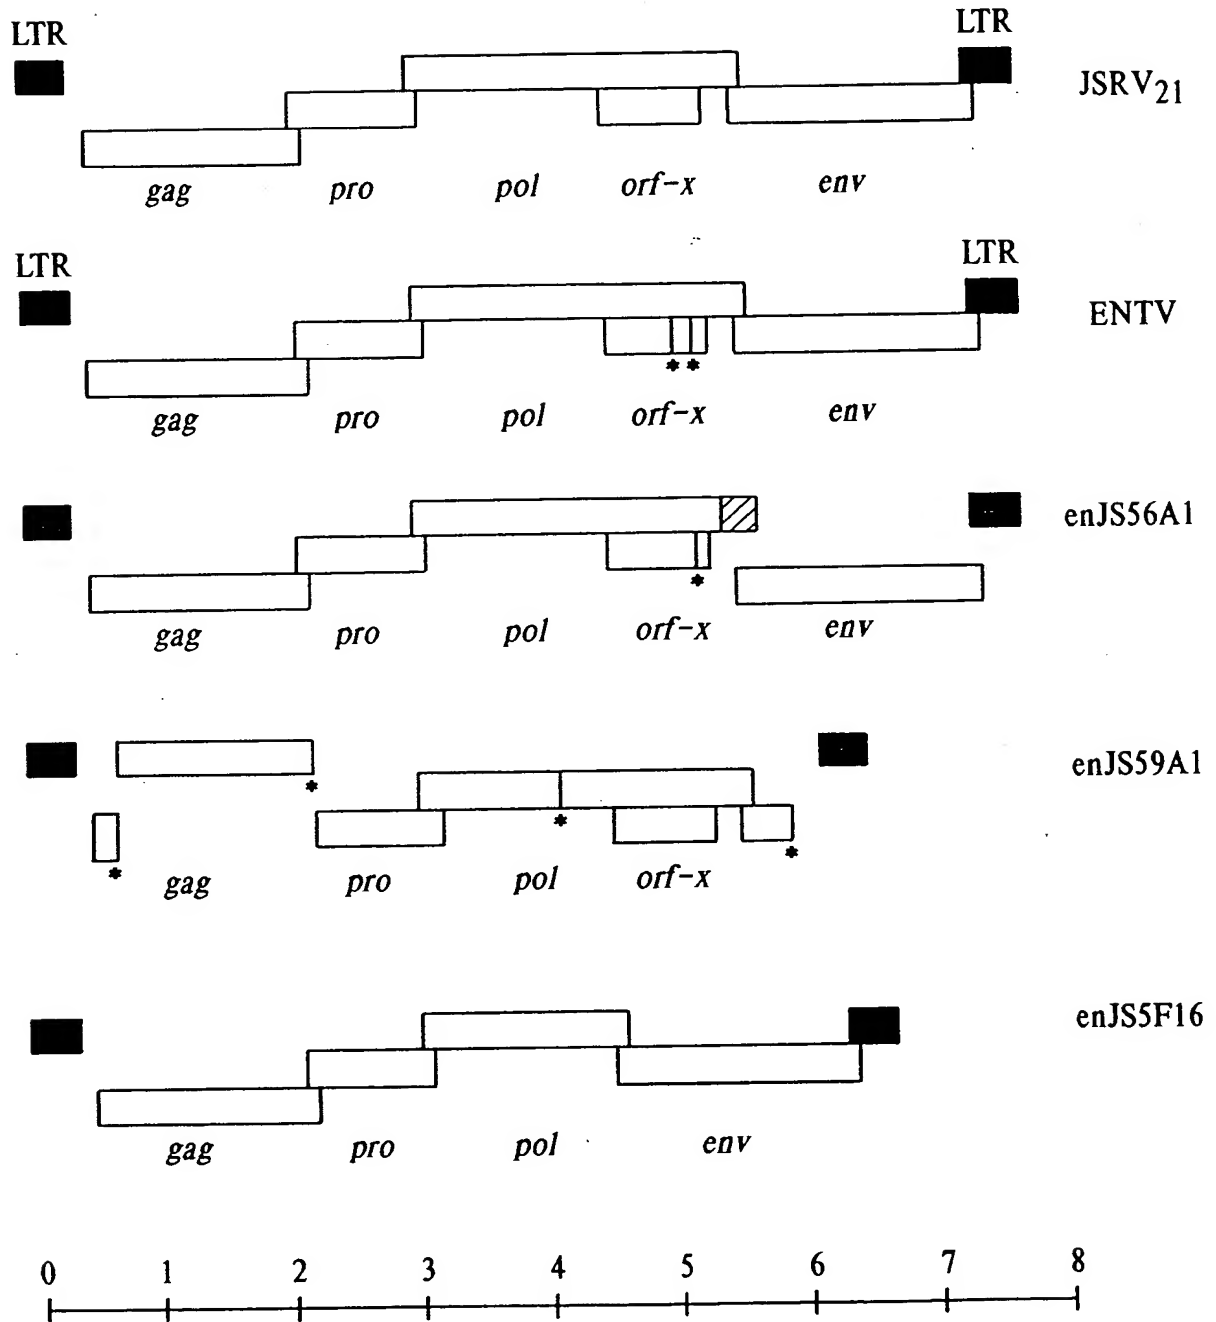 LTR LTR
JSRV21
gag pro pol orf-x env
LTR LTR
ENTV
* *
gag pro pol orf-x env
enJS56A1
*
gag pro pol orf-x env
enJS59A1
*
*
*
*
gag pro pol orf-x
enJS5F16
gag pro pol env
0 1 2 3 4 5 6 7 8